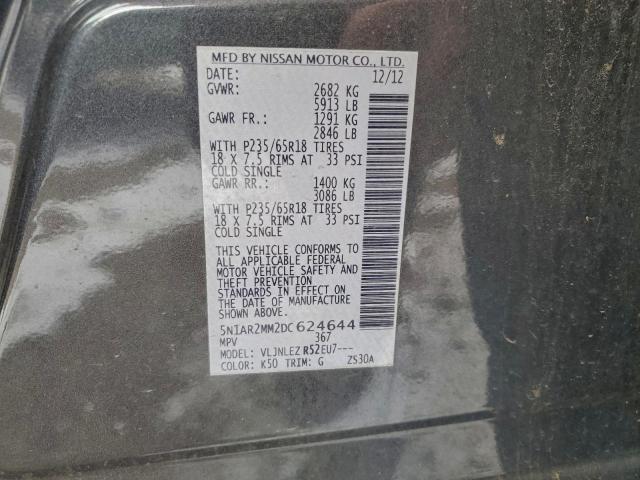 MFD BY NISSAN MOTOR CO., LTD.
DATE: 12/12
GVWR: 2682 KG
5913 LB
GAWR FR.: 1291 KG
2846 LB
WITH P235/65R18 TIRES
18 X 7.5 RIMS AT 33 PSI
COLD SINGLE
GAWR RR.: 1400 KG
3086 LB
WITH P235/65R18 TIRES
18 X 7.5 RIMS AT 33 PSI
COLD SINGLE
THIS VEHICLE CONFORMS TO
ALL APPLICABLE FEDERAL
MOTOR VEHICLE SAFETY AND
THEFT PREVENTION
STANDARDS IN EFFECT ON
THE DATE OF MANUFACTURE
SHOWN ABOVE.
5N1AR2MM2DC624644
MPV 367
MODEL: VLJNLEZ R52EU7---
COLOR: K50 TRIM: G ZS30A